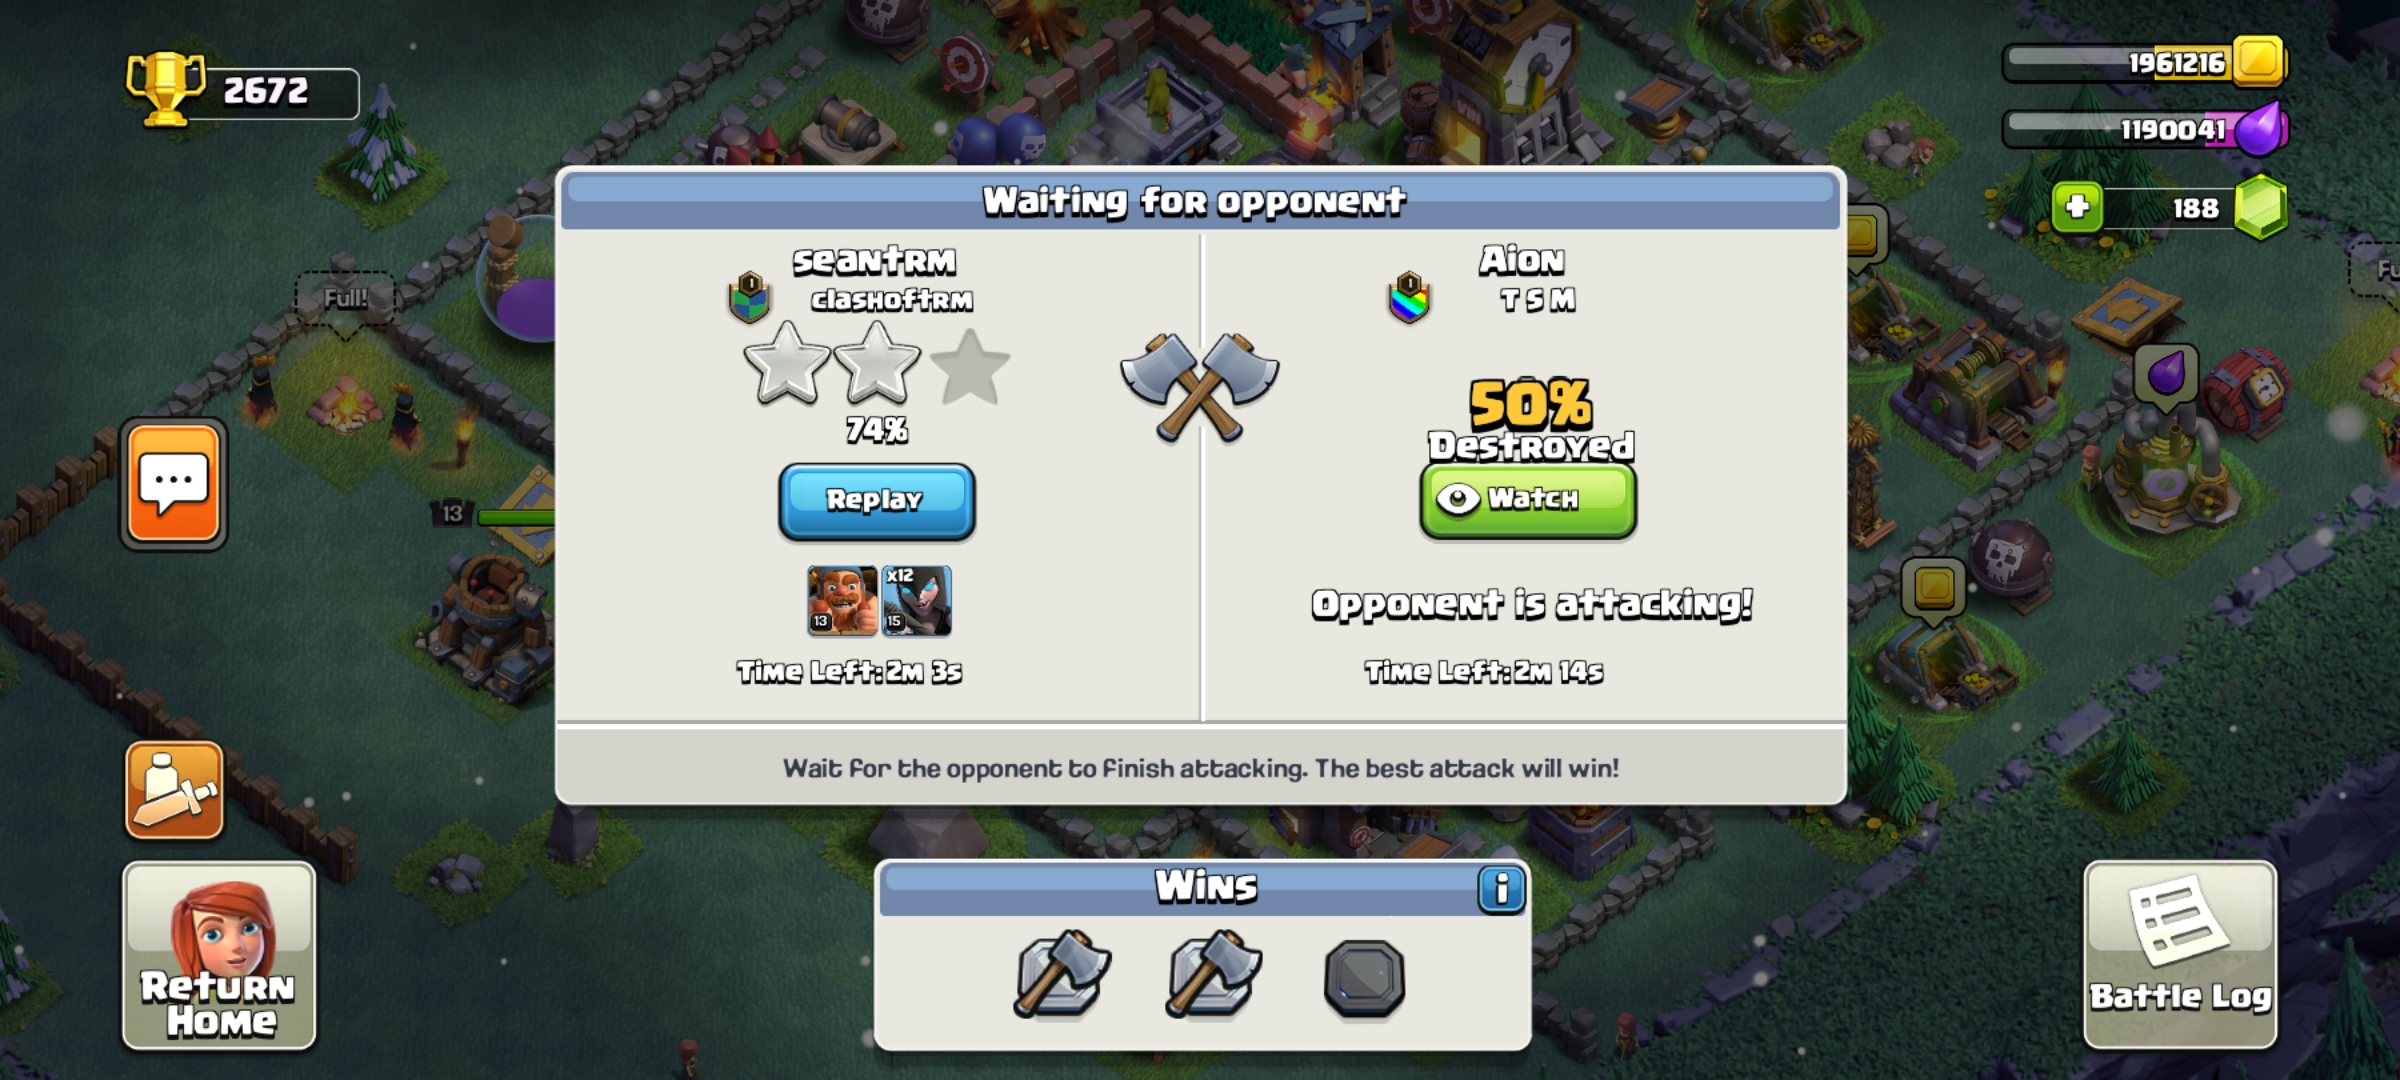 2672
1961216
1190041
188
Full!
13
Waiting for opponent
seantRM
clashoftRM
1
74%
Replay
13
x12
15
Time Left: 2m 3s
Aion
T S M
1
50%
Destroyed
Watch
Opponent is attacking!
Time Left: 2m 14s
Wait for the opponent to finish attacking. The best attack will win!
Wins
i
Return
Home
Battle Log